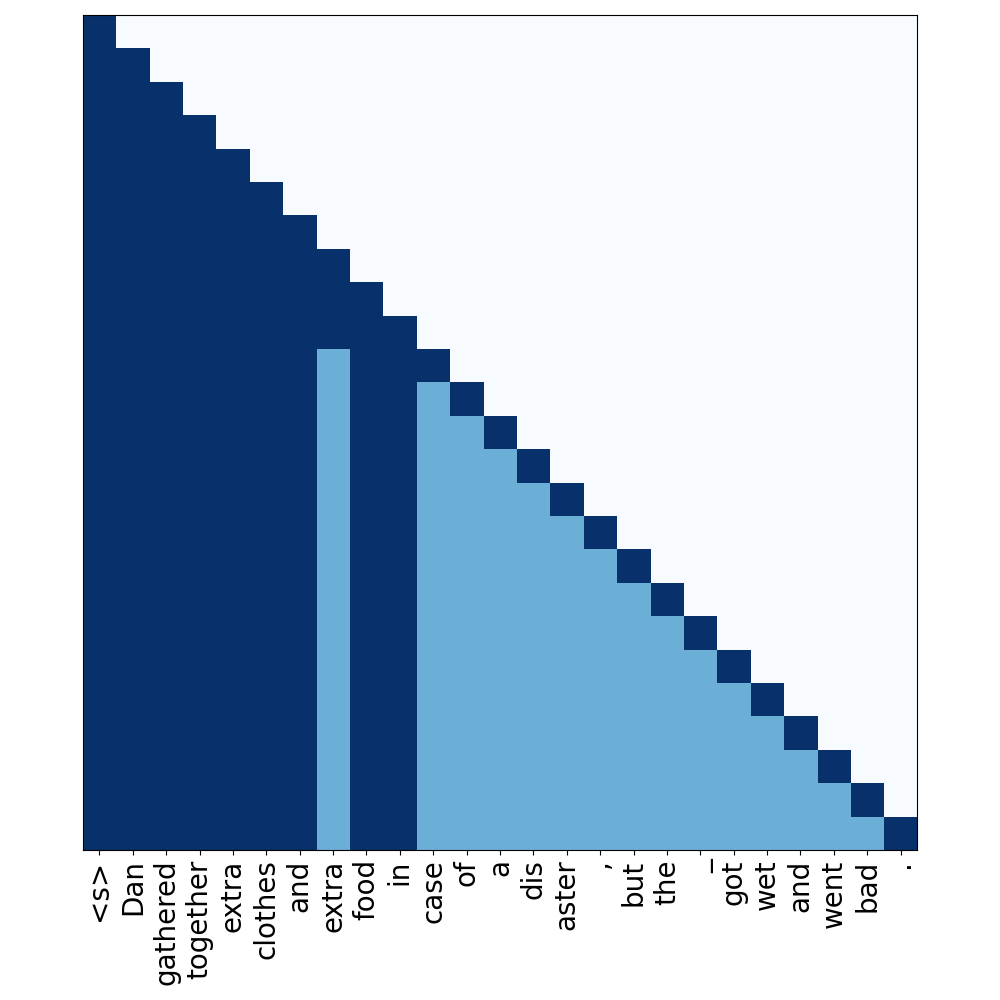 <s>
Dan
gathered
together
extra
clothes
and
extra
food
in
case
of
a
dis
aster
,
but
the
_
got
wet
and
went
bad
.